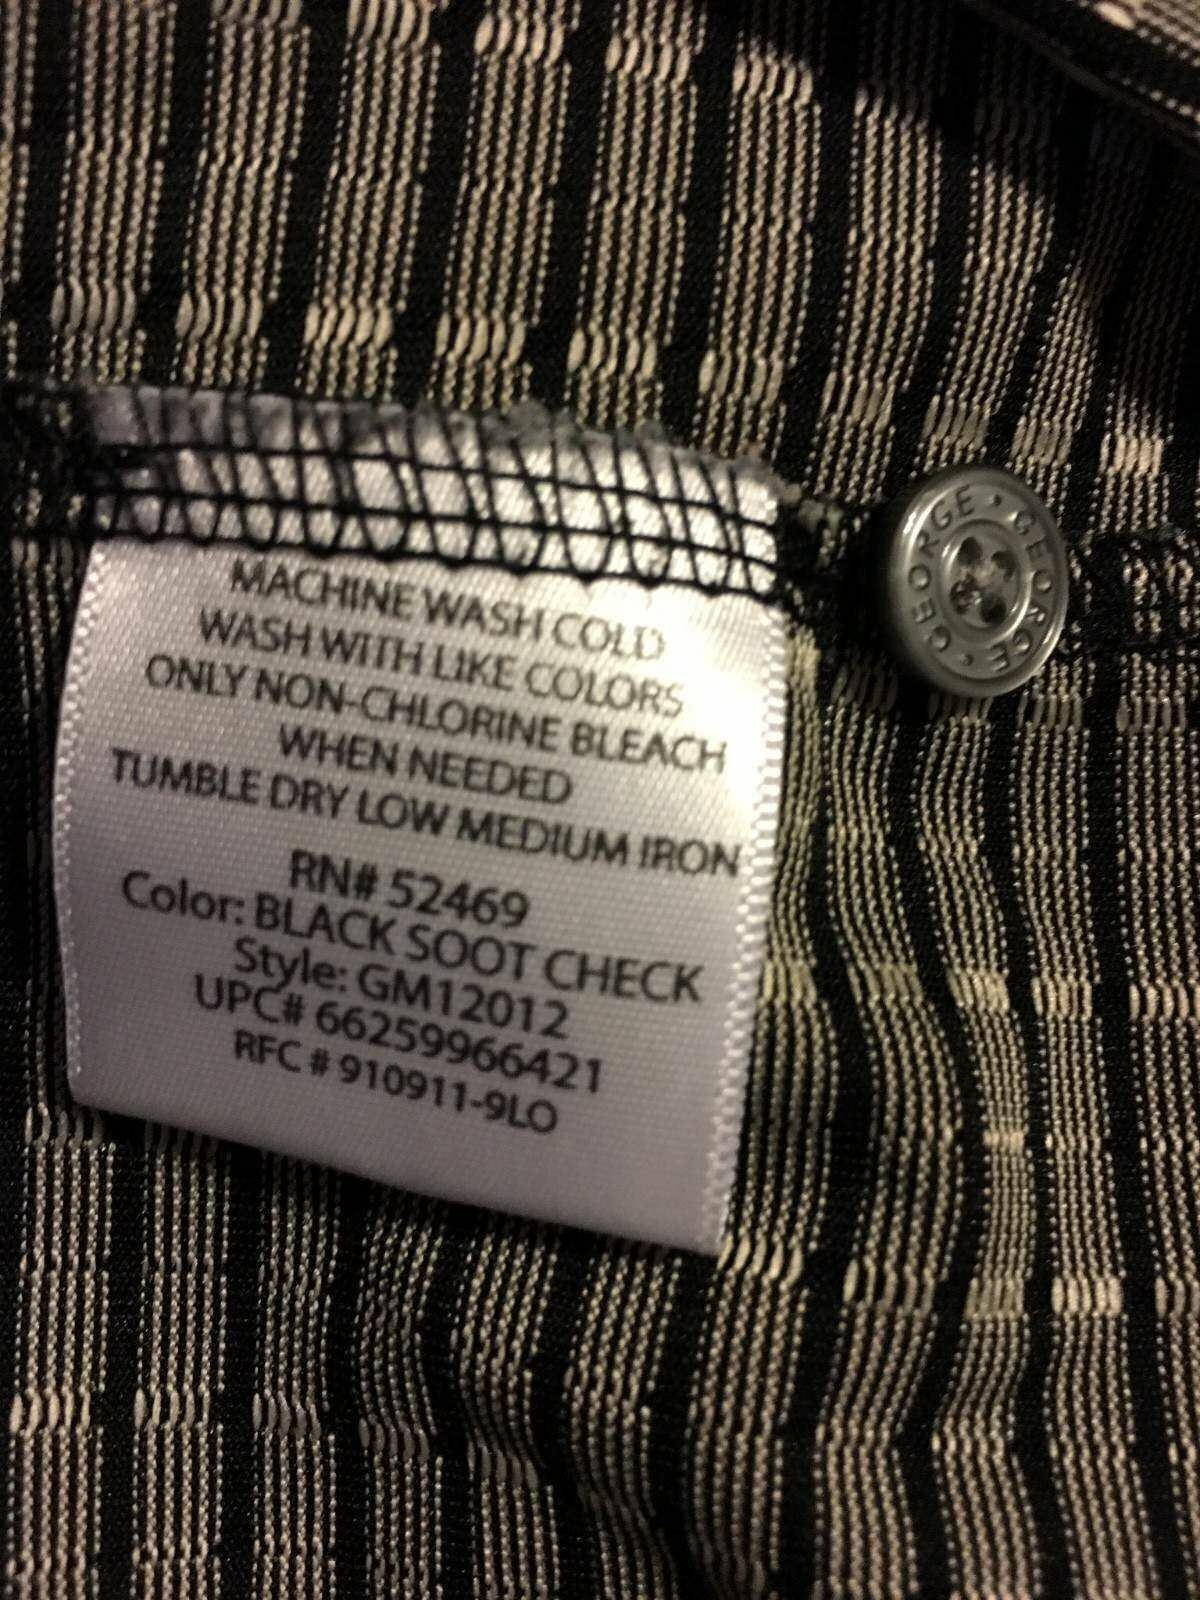 MACHINE WASH COLD
WASH WITH LIKE COLORS
ONLY NON-CHLORINE BLEACH
WHEN NEEDED
TUMBLE DRY LOW MEDIUM IRON
RN# 52469
Color: BLACK SOOT CHECK
Style: GM12012
UPC# 66259966421
RFC # 910911-9LO
GEORGE • GEORGE • GEORGE